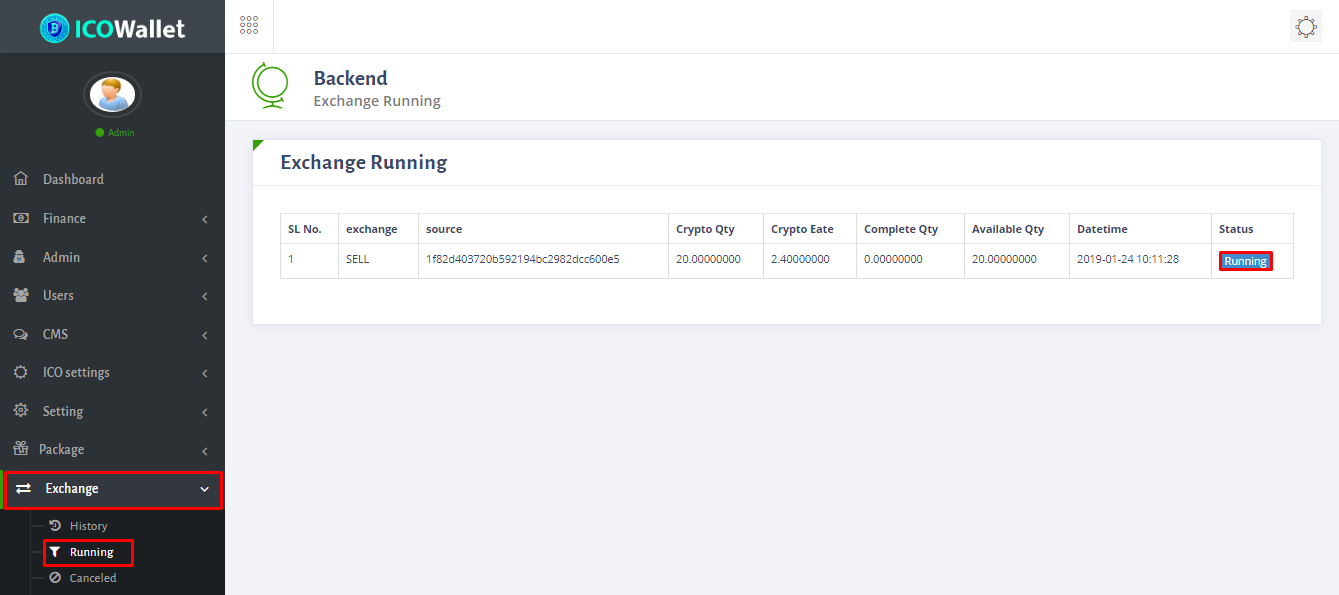 ICOWallet
Admin
Dashboard
Finance
Admin
Users
CMS
ICO settings
Setting
Package
Exchange
History
Running
Canceled
Backend
Exchange Running
Exchange Running
SL No. exchange source Crypto Qty Crypto Eate Complete Qty Available Qty Datetime Status
1 SELL 1f82d403720b592194bc2982dcc600e5 20.00000000 2.40000000 0.00000000 20.00000000 2019-01-24 10:11:28 Running